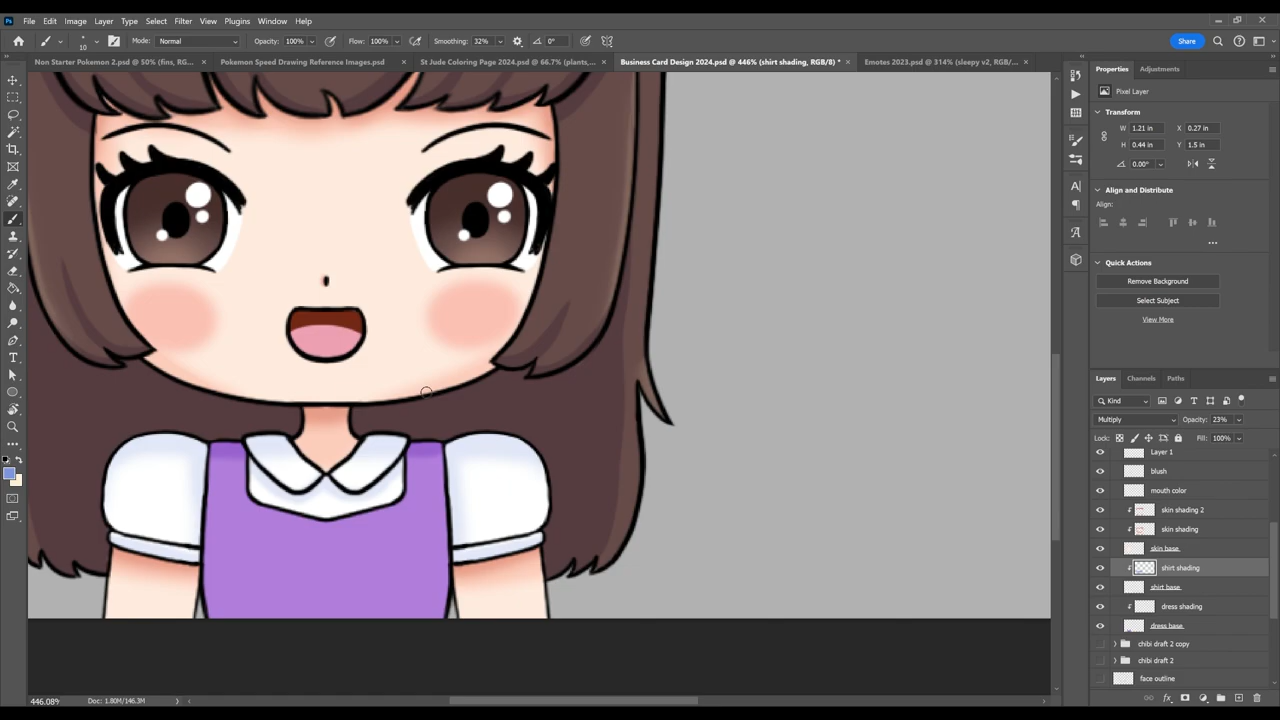 Ps File Edit Image Layer Type Select Filter View Plugins Window Help
10 Mode: Normal Opacity: 100% Flow: 100% Smoothing: 32% 0° Share
Non Starter Pokemon 2.psd @ 50% (fins, RG... × Pokemon Speed Drawing Reference Images.psd × St Jude Coloring Page 2024.psd @ 66.7% (plants,... × Business Card Design 2024.psd @ 446% (shirt shading, RGB/8) * × Emotes 2023.psd @ 314% (sleepy v2, RGB/... ×
Properties Adjustments
Pixel Layer
Transform
W 1.21 in X 0.27 in
H 0.44 in Y 1.5 in
0.00°
Align and Distribute
Align:
Quick Actions
Remove Background
Select Subject
View More
Layers Channels Paths
Kind
Multiply Opacity: 23%
Lock: Fill: 100%
Layer 1
blush
mouth color
skin shading 2
skin shading
skin base
shirt shading
shirt base
dress shading
dress base
chibi draft 2 copy
chibi draft 2
face outline
446.08% Doc: 1.80M/146.3M